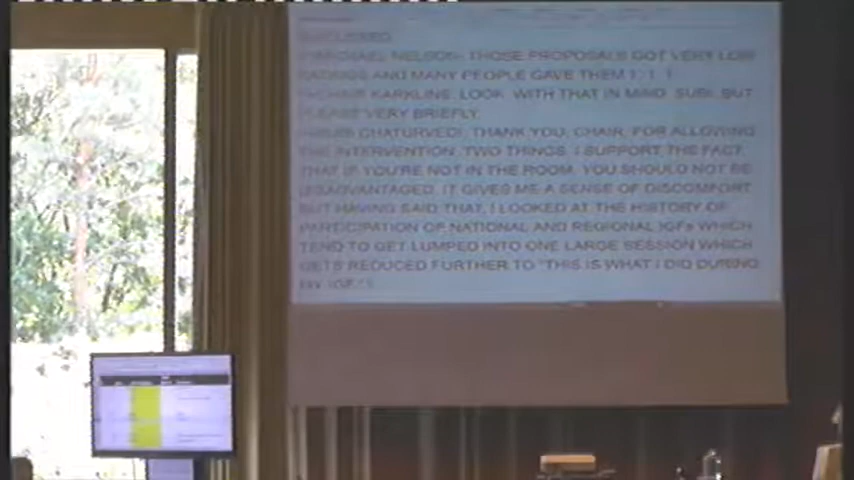 DISCUSSED.
>>MICHAEL NELSON: THOSE PROPOSALS GOT VERY LOW
RATINGS AND MANY PEOPLE GAVE THEM 1, 1, 1.
>>CHAIR KARKLINS: LOOK, WITH THAT IN MIND, SUBI, BUT
PLEASE VERY BRIEFLY.
CHATURVEDI: THANK YOU, CHAIR, FOR ALLOWING
THE INTERVENTION. TWO THINGS. I SUPPORT THE FACT
THAT IF YOU'RE NOT IN THE ROOM, YOU SHOULD NOT BE
DISADVANTAGED. IT GIVES ME A SENSE OF DISCOMFORT.
BUT HAVING SAID THAT, I LOOKED AT THE HISTORY OF
PARTICIPATION OF NATIONAL AND REGIONAL IGFs WHICH
TEND TO GET LUMPED INTO ONE LARGE SESSION WHICH
GETS REDUCED FURTHER TO "THIS IS WHAT I DID DURING
MY IGF."